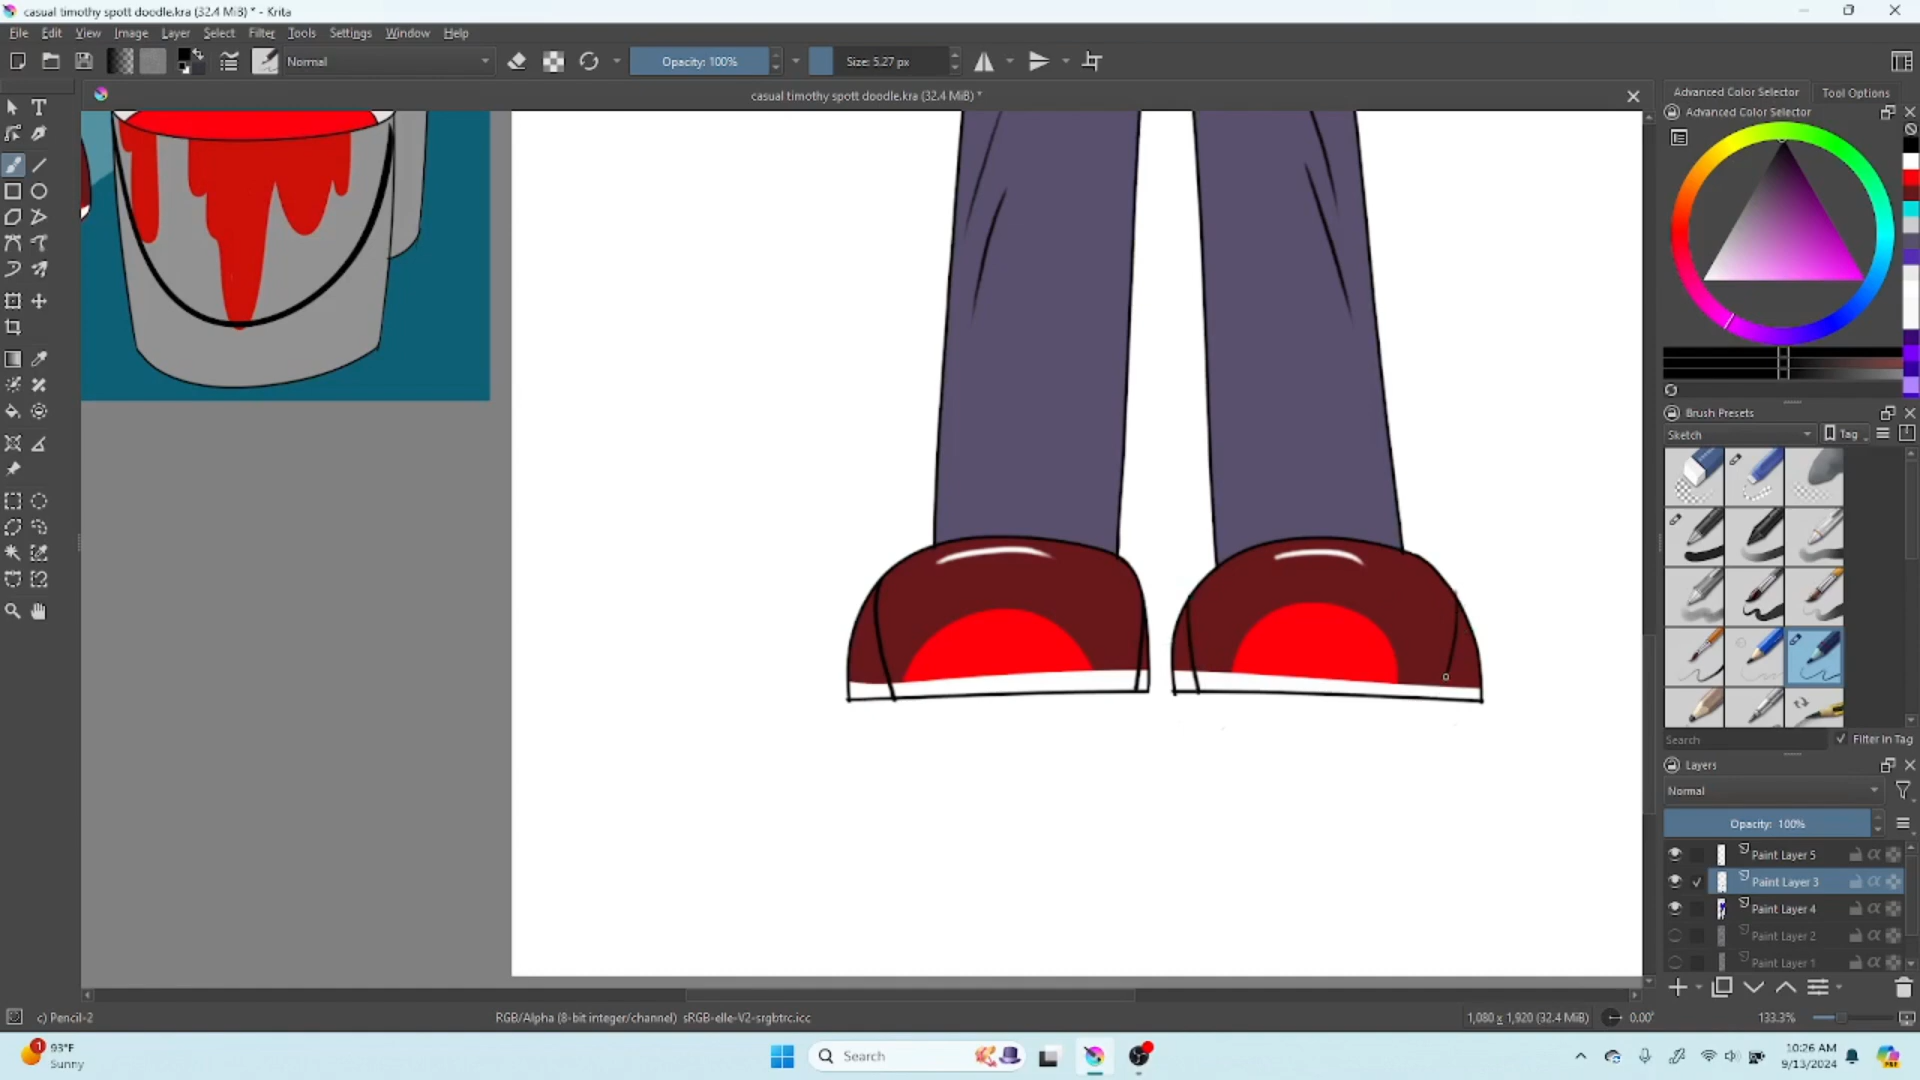 casual timothy spott doodle.kra (32.4 MiB) * - Krita
File Edit View Image Layer Select Filter Tools Settings Window Help
Normal
Opacity: 100%
Size: 5.27 px
casual timothy spott doodle.kra (32.4 MiB) *
Advanced Color Selector
Tool Options
Advanced Color Selector
Brush Presets
Sketch
Tag
Search
Filter in Tag
Layers
Normal
Opacity: 100%
Paint Layer 5
Paint Layer 3
Paint Layer 4
Paint Layer 2
Paint Layer 1
c) Pencil-2
RGB/Alpha (8-bit integer/channel) sRGB-elle-V2-srgbtrc.icc
1,080 x 1,920 (32.4 MiB)
0.00°
133.3%
1
93°F
Sunny
Search
10:26 AM
9/13/2024